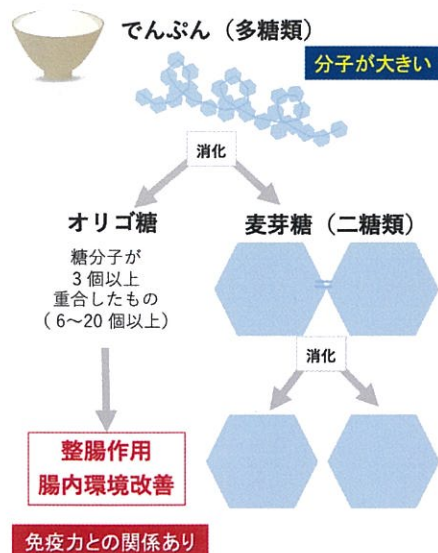 でんぷん（多糖類）
分子が大きい
消化
オリゴ糖
糖分子が
3個以上
重合したもの
（6～20個以上）
麦芽糖（二糖類）
消化
整腸作用
腸内環境改善
免疫力との関係あり